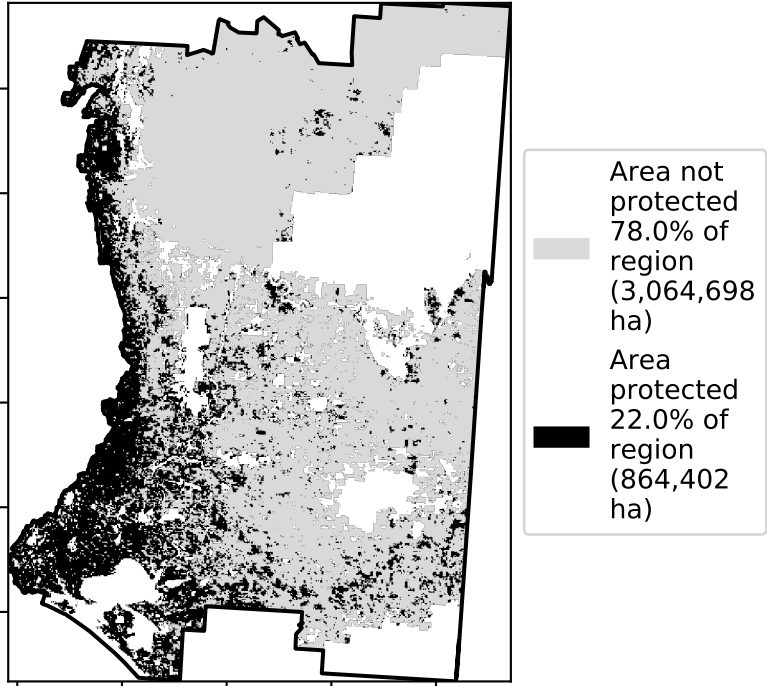 Area not
protected
78.0% of
region
(3,064,698
ha)
Area
protected
22.0% of
region
(864,402
ha)